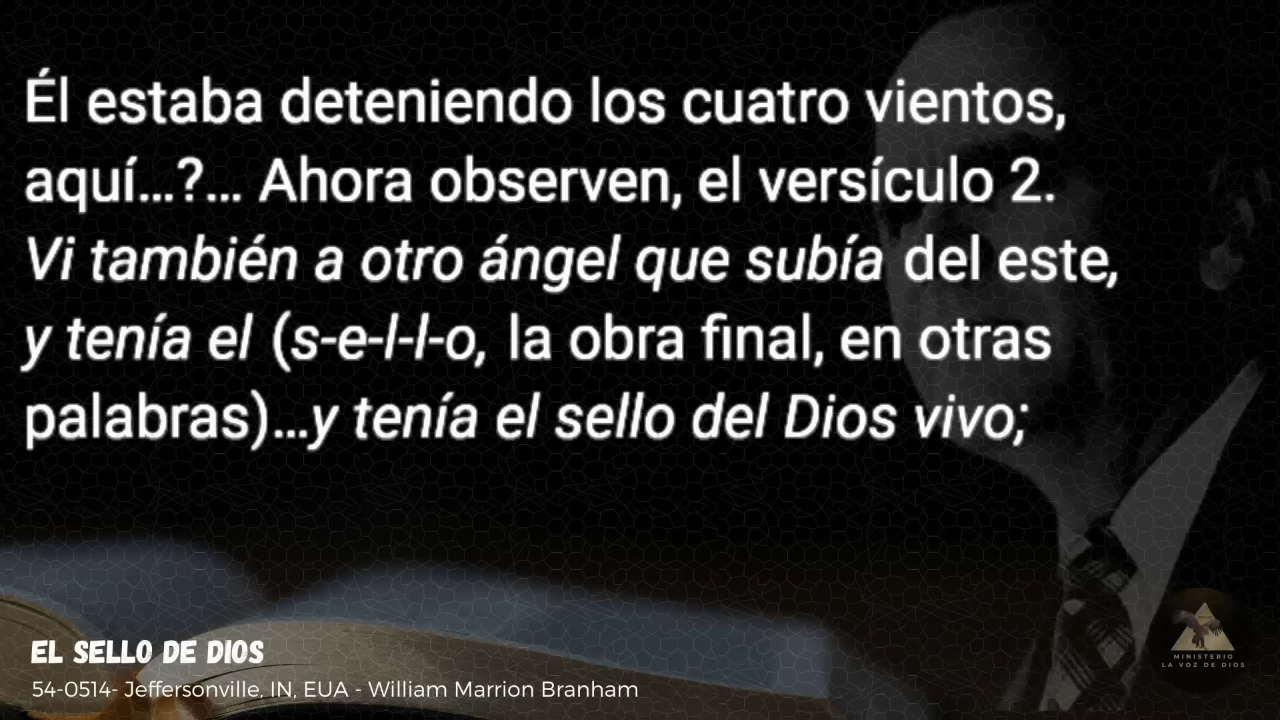 Él estaba deteniendo los cuatro vientos,
aquí...?... Ahora observen, el versículo 2.
Vi también a otro ángel que subía del este,
y tenía el (s-e-l-l-o, la obra final, en otras
palabras)...y tenía el sello del Dios vivo;
EL SELLO DE DIOS
54-0514- Jeffersonville, IN, EUA - William Marrion Branham
MINISTERIO
LA VOZ DE DIOS